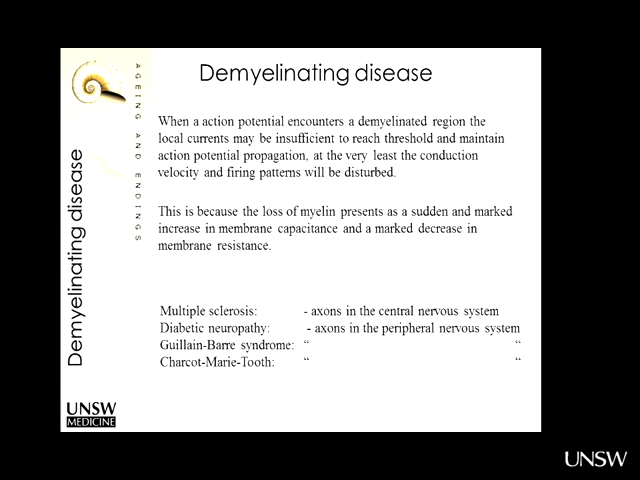 Demyelinating disease
When a action potential encounters a demyelinated region the
local currents may be insufficient to reach threshold and maintain
action potential propagation, at the very least the conduction
velocity and firing patterns will be disturbed.
This is because the loss of myelin presents as a sudden and marked
increase in membrane capacitance and a marked decrease in
membrane resistance.
Multiple sclerosis: - axons in the central nervous system
Diabetic neuropathy: - axons in the peripheral nervous system
Guillain-Barre syndrome: “ “
Charcot-Marie-Tooth: “ “
AGEING AND ENDINGS
Demyelinating disease
UNSW
MEDICINE
UNSW